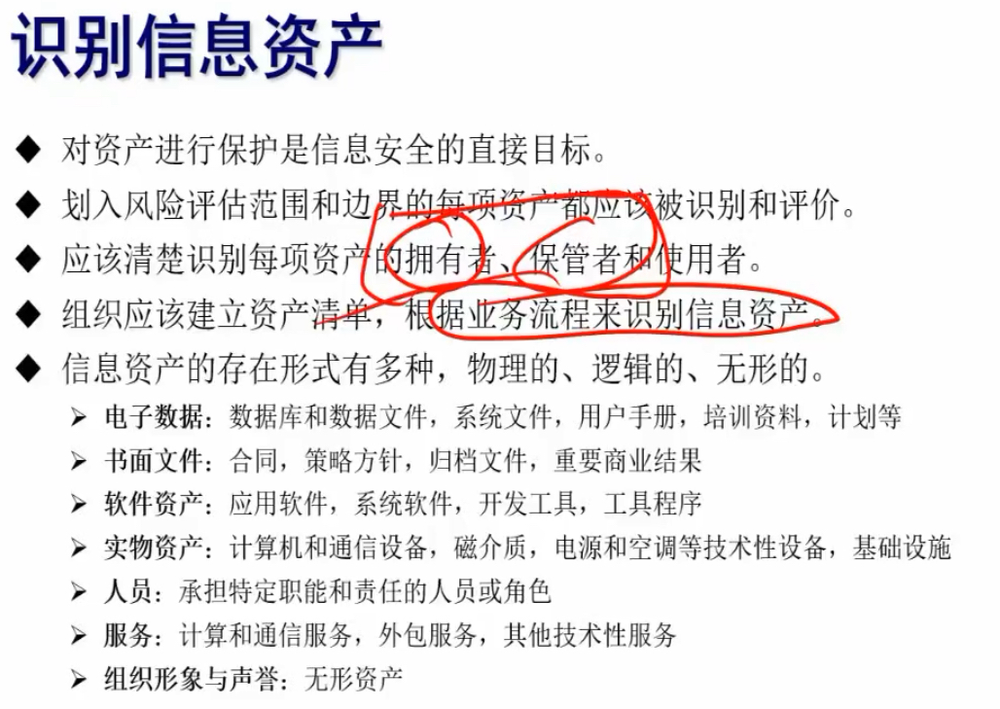 识别信息资产
◆ 对资产进行保护是信息安全的直接目标。
◆ 划入风险评估范围和边界的每项资产都应该被识别和评价。
◆ 应该清楚识别每项资产的拥有者、保管者和使用者。
◆ 组织应该建立资产清单，根据业务流程来识别信息资产。
◆ 信息资产的存在形式有多种，物理的、逻辑的、无形的。
➢ 电子数据：数据库和数据文件，系统文件，用户手册，培训资料，计划等
➢ 书面文件：合同，策略方针，归档文件，重要商业结果
➢ 软件资产：应用软件，系统软件，开发工具，工具程序
➢ 实物资产：计算机和通信设备，磁介质，电源和空调等技术性设备，基础设施
➢ 人员：承担特定职能和责任的人员或角色
➢ 服务：计算和通信服务，外包服务，其他技术性服务
➢ 组织形象与声誉：无形资产